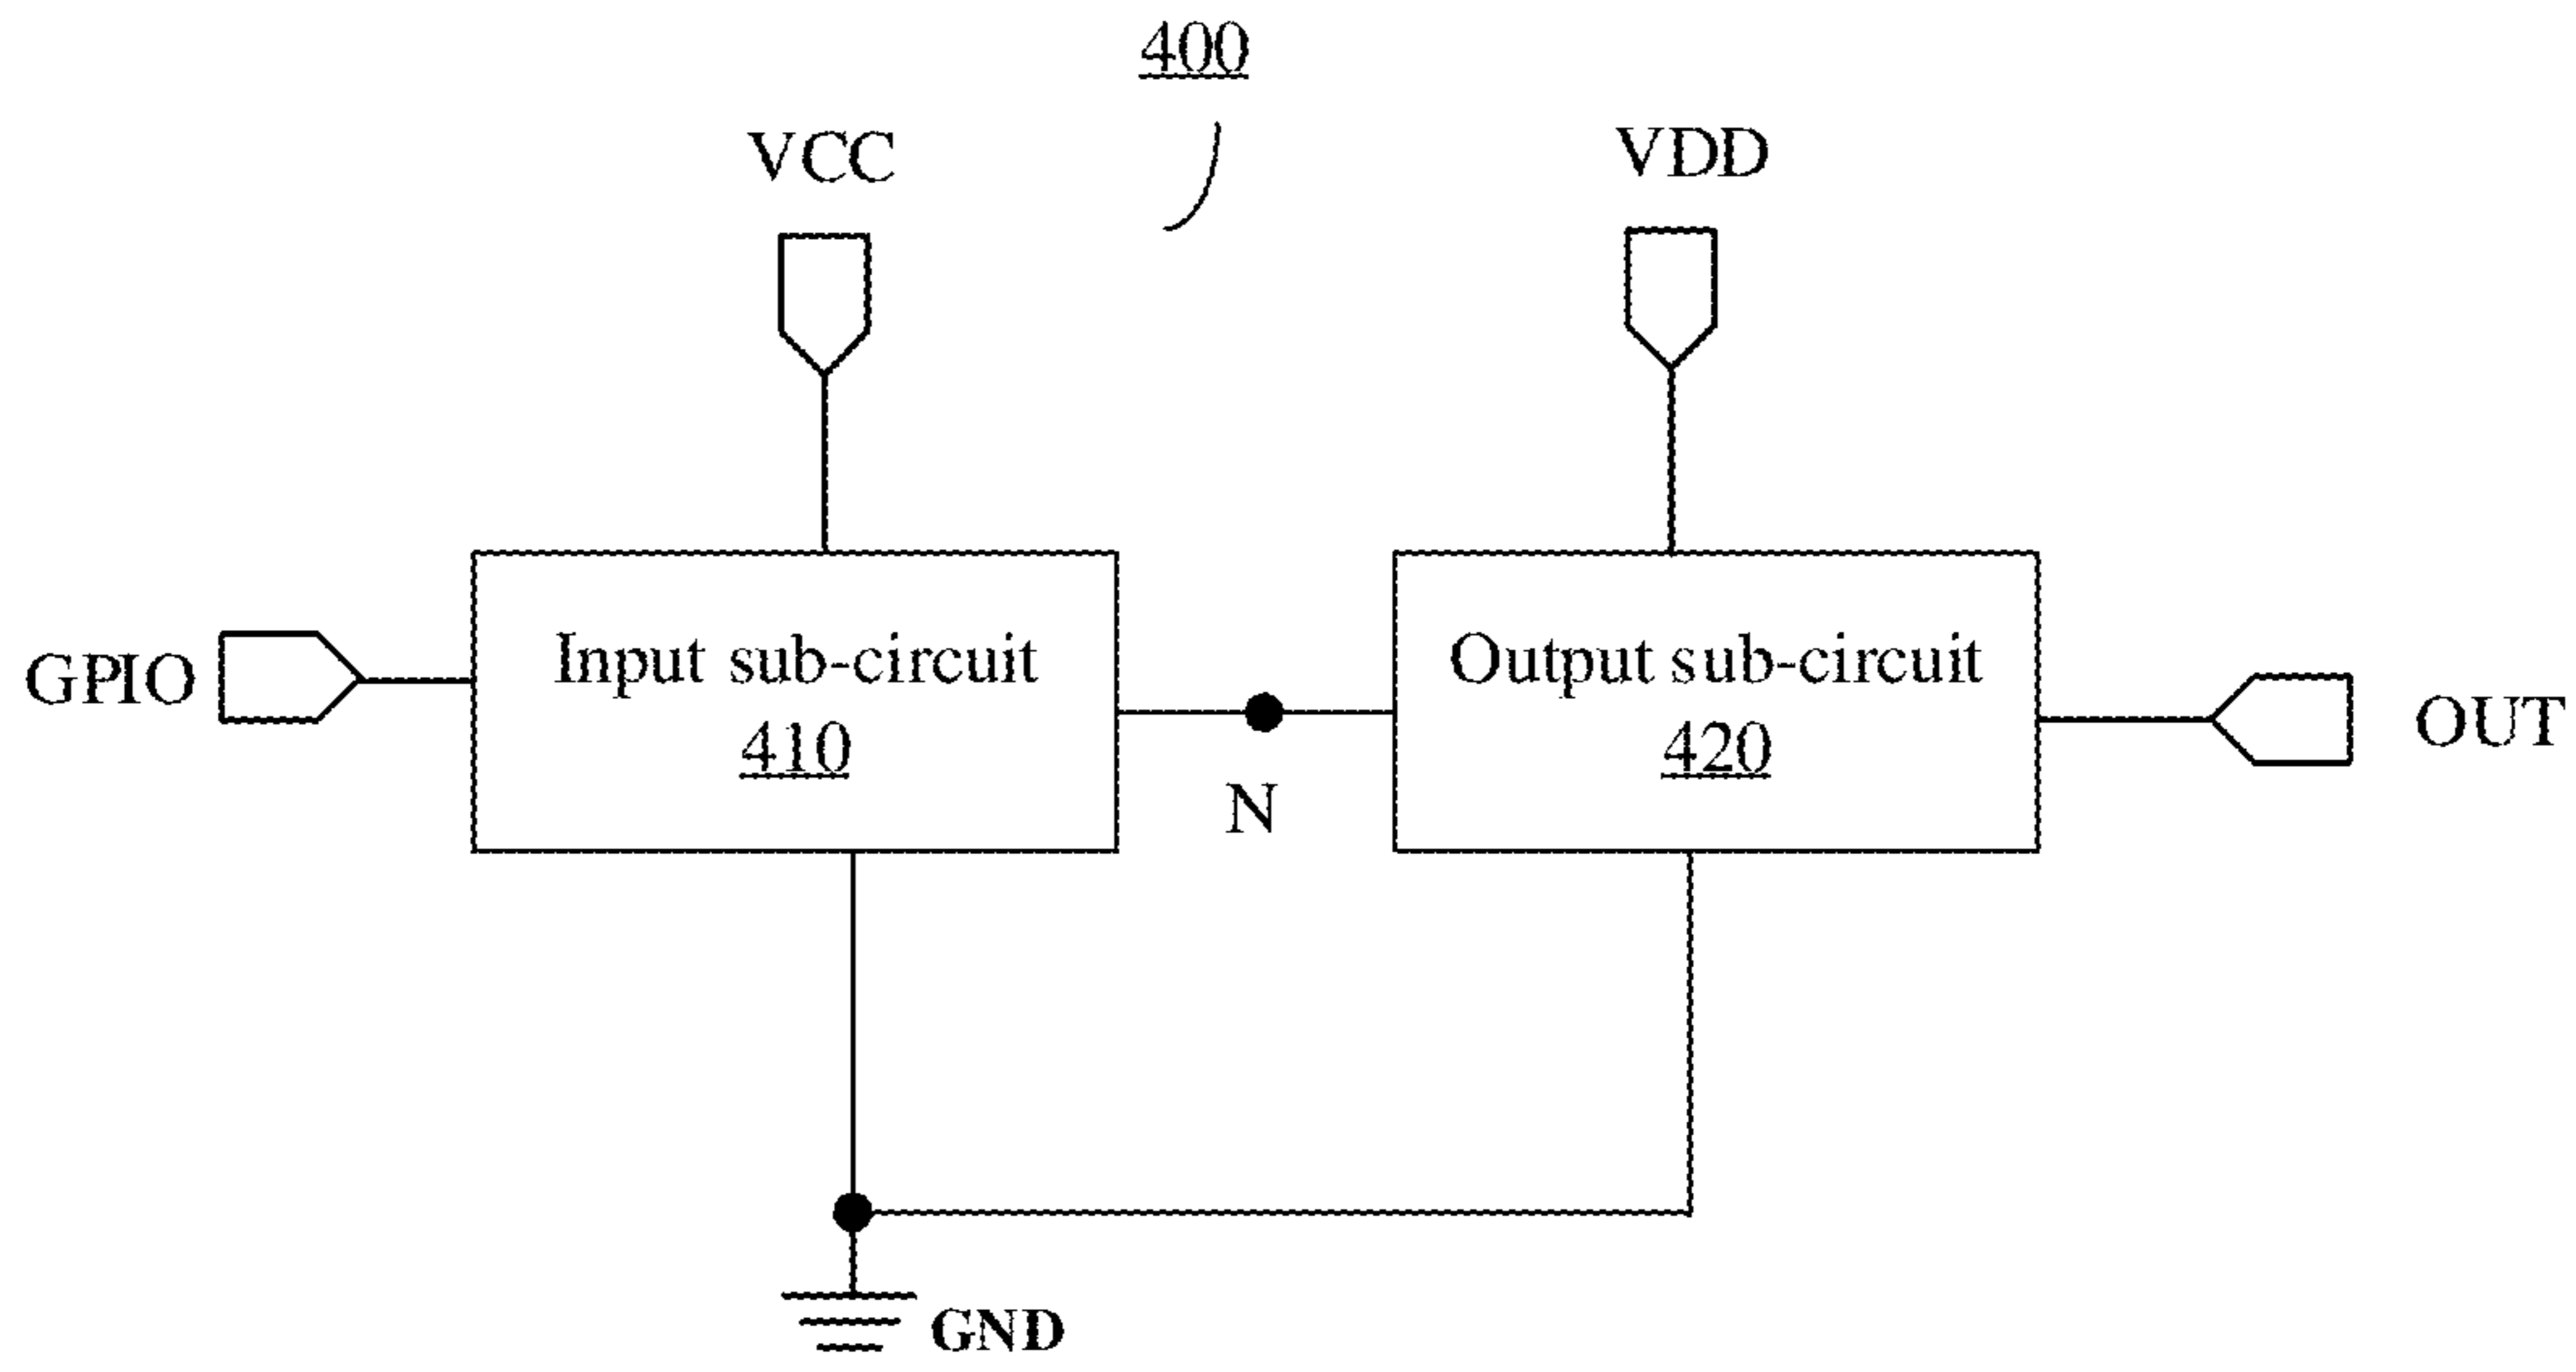 400
VCC
VDD
GPIO
Input sub-circuit
410
N
Output sub-circuit
420
OUT
GND